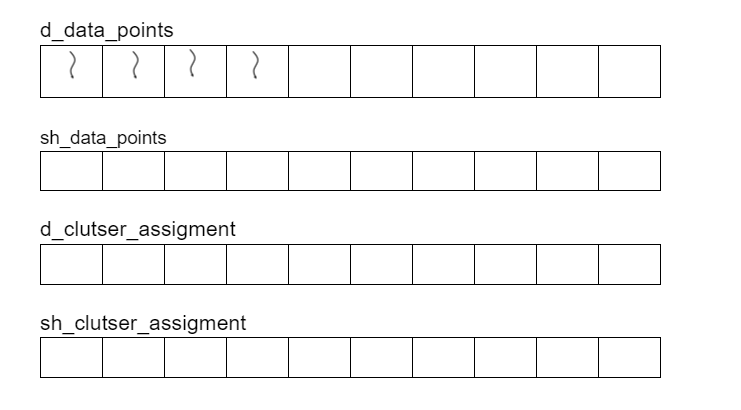 d_data_points
sh_data_points
d_clutser_assigment
sh_clutser_assigment